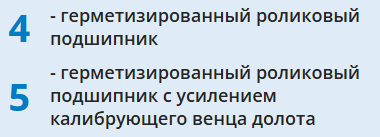 4 - герметизированный роликовый
подшипник
5 - герметизированный роликовый
подшипник с усилением
калибрующего венца долота